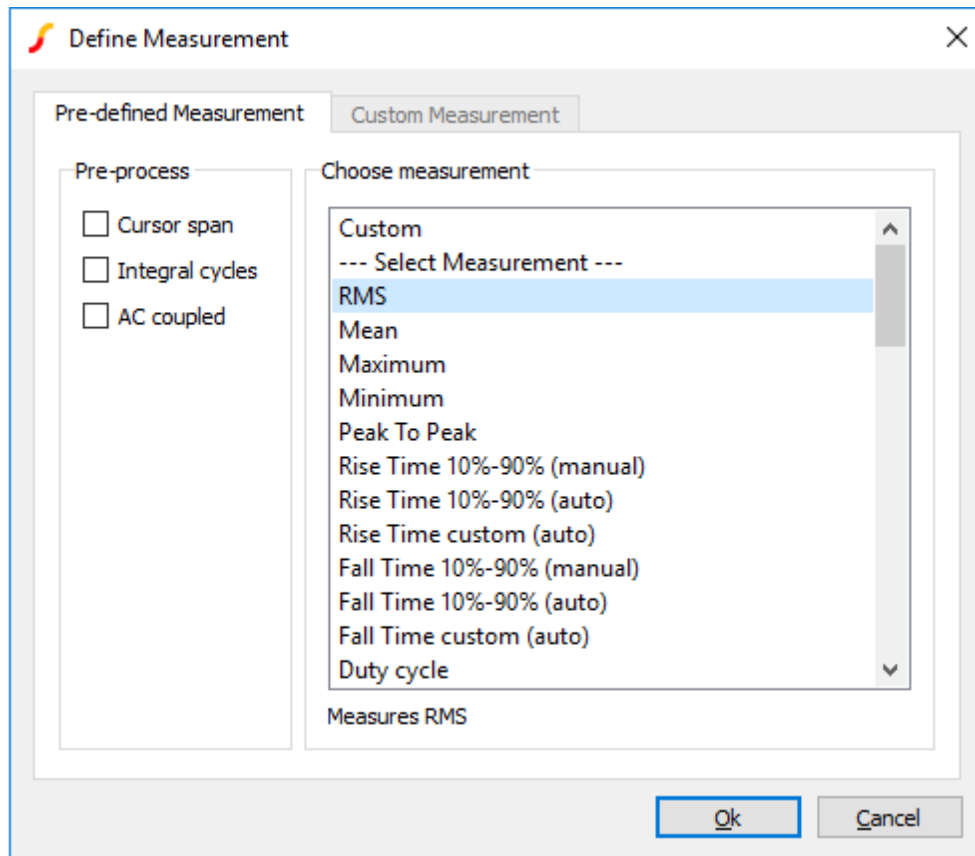 Define Measurement
Pre-defined Measurement
Custom Measurement
Pre-process
Cursor span
Integral cycles
AC coupled
Choose measurement
Custom
--- Select Measurement ---
RMS
Mean
Maximum
Minimum
Peak To Peak
Rise Time 10%-90% (manual)
Rise Time 10%-90% (auto)
Rise Time custom (auto)
Fall Time 10%-90% (manual)
Fall Time 10%-90% (auto)
Fall Time custom (auto)
Duty cycle
Measures RMS
Ok
Cancel